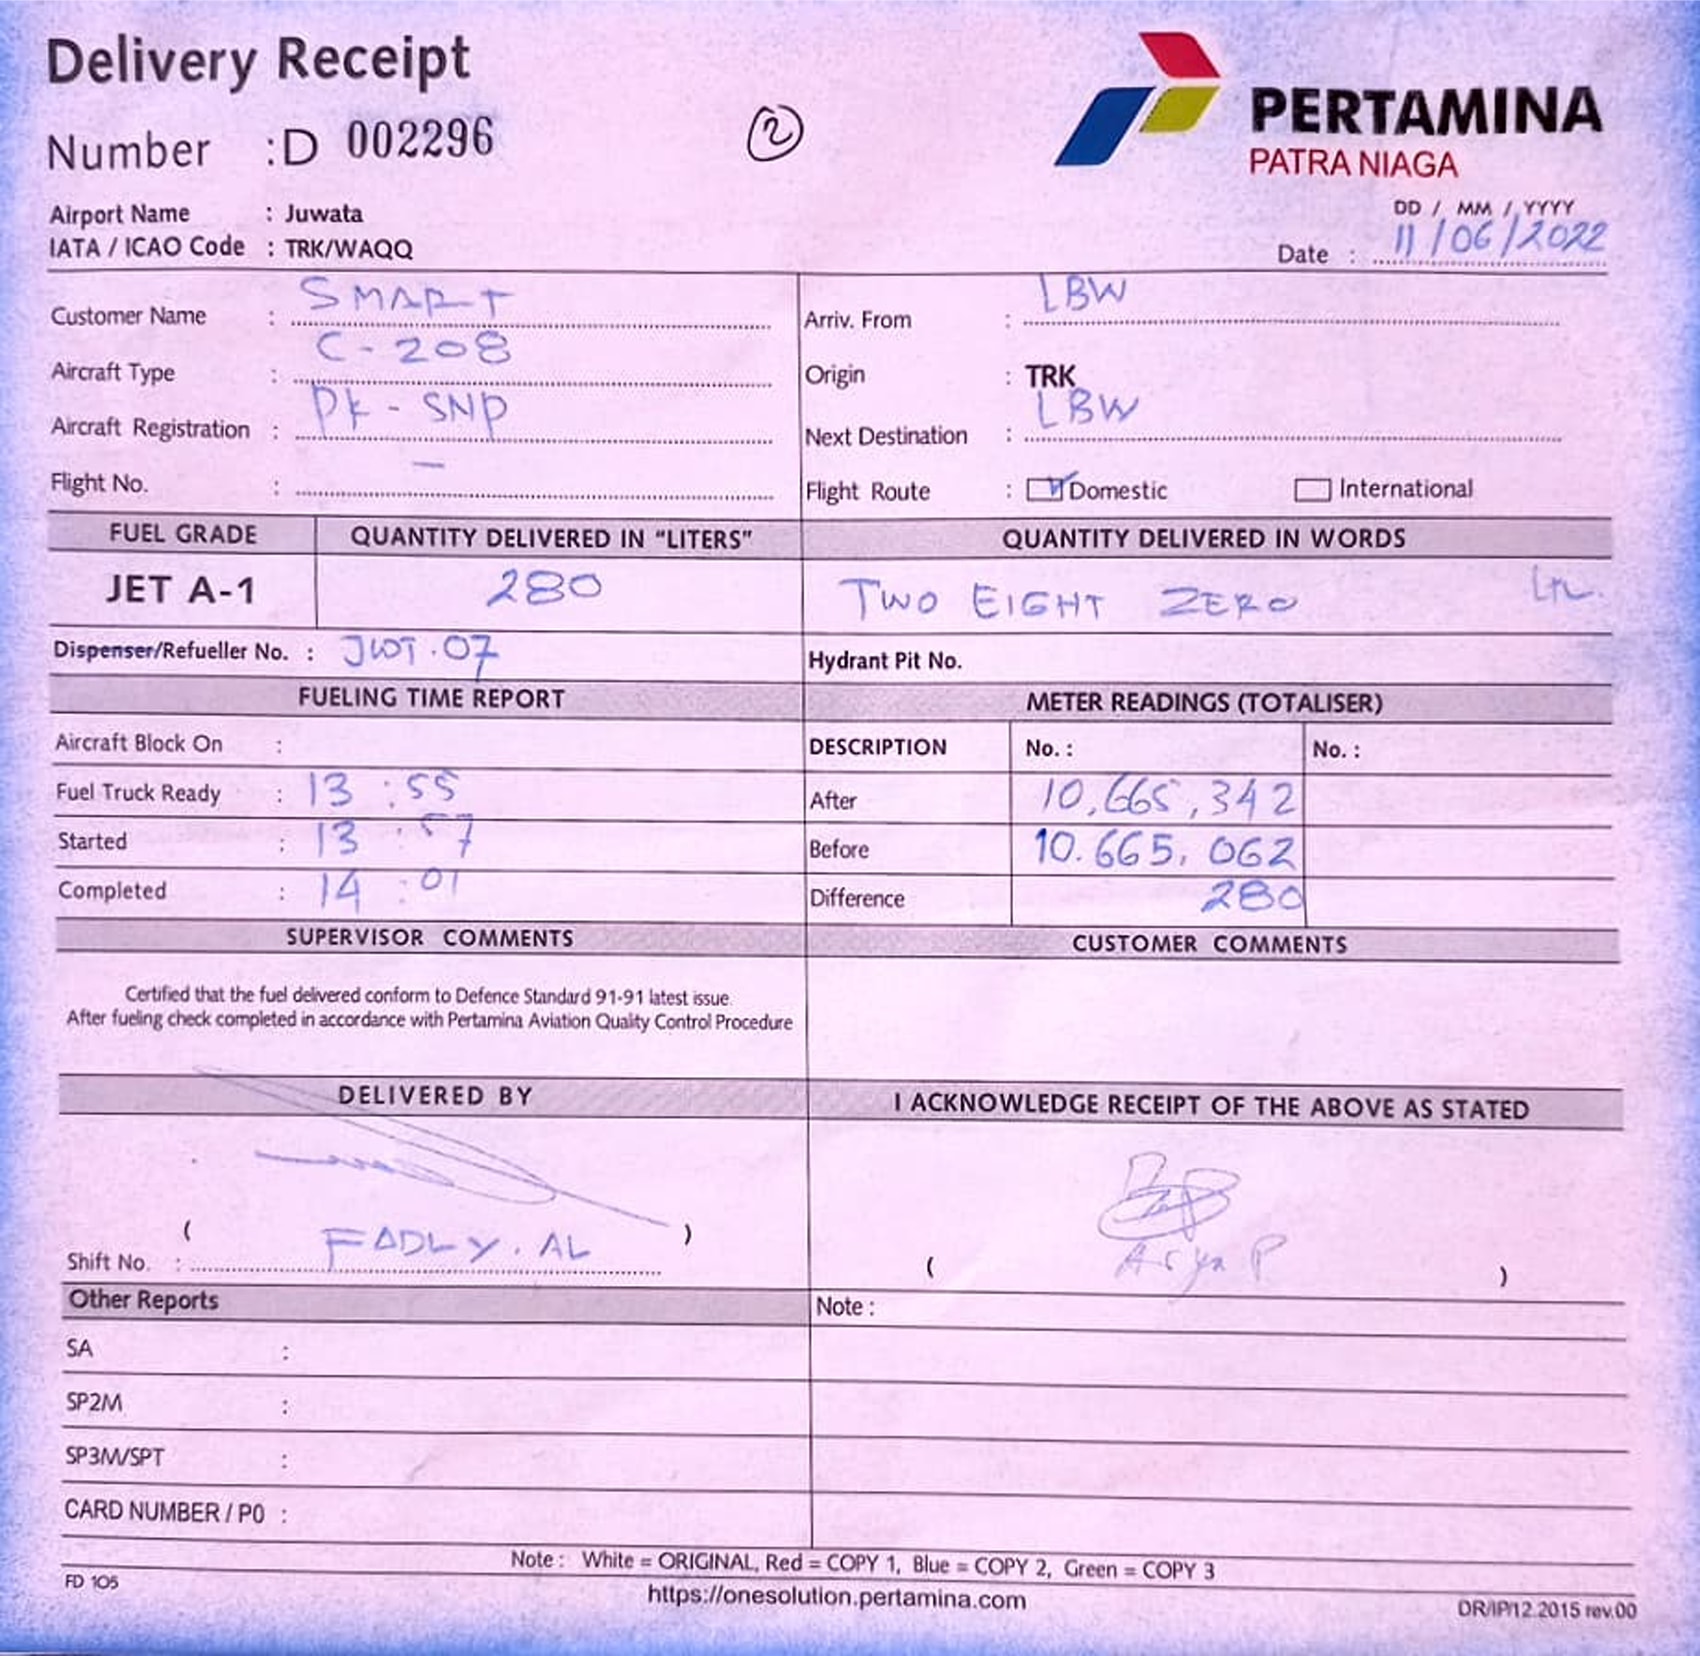 Delivery Receipt
Number : D 002296
2
PERTAMINA
PATRA NIAGA
Airport Name : Juwata
IATA / ICAO Code : TRK/WAQQ
DD / MM / YYYY
Date : 11/06/2022
Customer Name : SMART
Aircraft Type : C-208
Aircraft Registration : PK-SNP
Flight No. : -
Arriv. From : LBW
Origin : TRK
Next Destination : LBW
Flight Route : Domestic International
FUEL GRADE QUANTITY DELIVERED IN "LITERS" QUANTITY DELIVERED IN WORDS
JET A-1 280 TWO EIGHT ZERO Ltr.
Dispenser/Refueller No. : JWT.07 Hydrant Pit No.
FUELING TIME REPORT METER READINGS (TOTALISER)
Aircraft Block On : DESCRIPTION No. : No. :
Fuel Truck Ready : 13 : 55 After 10,665,342
Started : 13 : 57 Before 10.665,062
Completed : 14 : 01 Difference 280
SUPERVISOR COMMENTS CUSTOMER COMMENTS
Certified that the fuel delivered conform to Defence Standard 91-91 latest issue.
After fueling check completed in accordance with Pertamina Aviation Quality Control Procedure
DELIVERED BY I ACKNOWLEDGE RECEIPT OF THE ABOVE AS STATED
( )
Shift No. : FADLY.AL
( Arya P )
Other Reports Note :
SA :
SP2M :
SP3M/SPT :
CARD NUMBER / PO :
Note : White = ORIGINAL, Red = COPY 1, Blue = COPY 2, Green = COPY 3
FD 105 https://onesolution.pertamina.com DR/IP/12.2015 rev.00